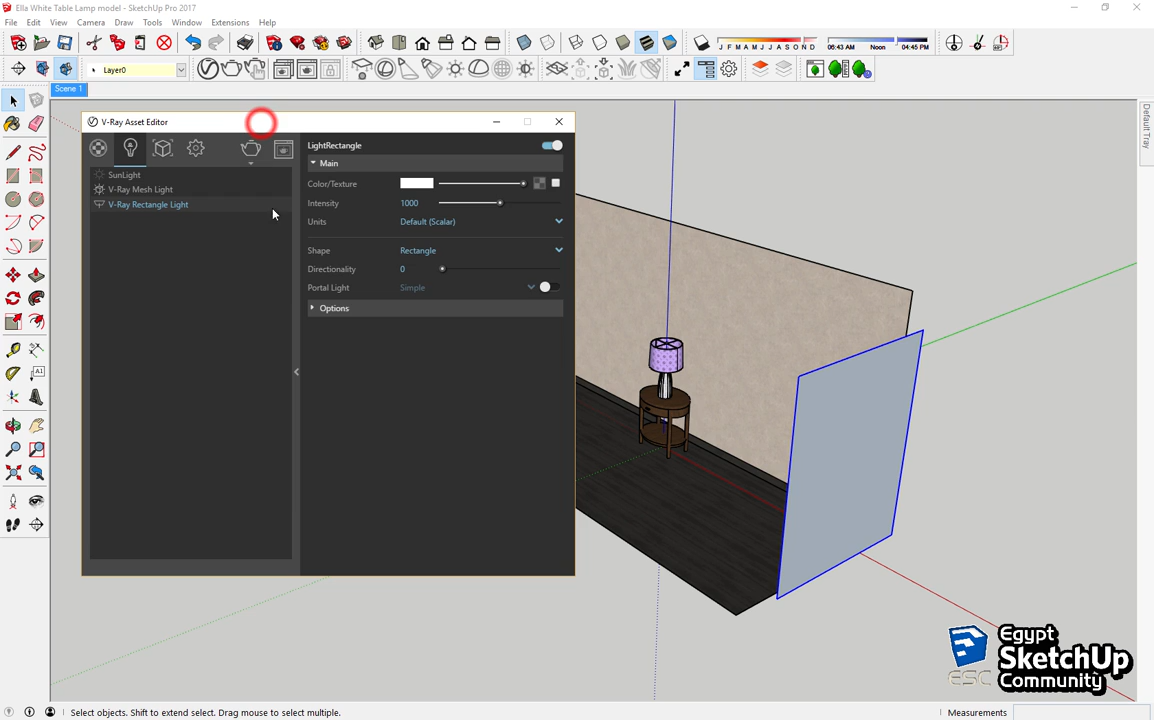 Ella White Table Lamp model - SketchUp Pro 2017
File Edit View Camera Draw Tools Window Extensions Help
J F M A M J J A S O N D 06:43 AM Noon 04:45 PM
Layer0
Scene 1
Default Tray
V-Ray Asset Editor
SunLight
V-Ray Mesh Light
V-Ray Rectangle Light
LightRectangle
Main
Color/Texture
Intensity 1000
Units Default (Scalar)
Shape Rectangle
Directionality 0
Portal Light Simple
Options
Egypt
SketchUp
Community
ESC
Select objects. Shift to extend select. Drag mouse to select multiple.
Measurements